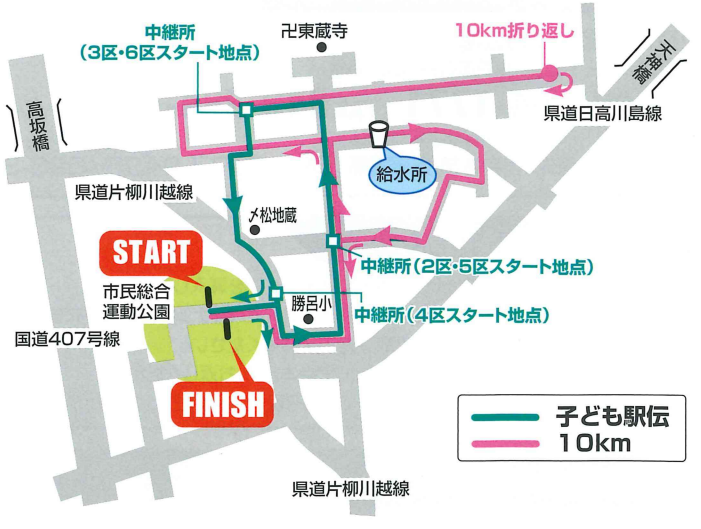 中継所
(3区・6区スタート地点)
卍東蔵寺
10km折り返し
天神橋
高坂橋
県道日高川島線
給水所
県道片柳川越線
〆松地蔵
START
中継所(2区・5区スタート地点)
市民総合
運動公園
勝呂小
中継所(4区スタート地点)
国道407号線
FINISH
子ども駅伝
10km
県道片柳川越線